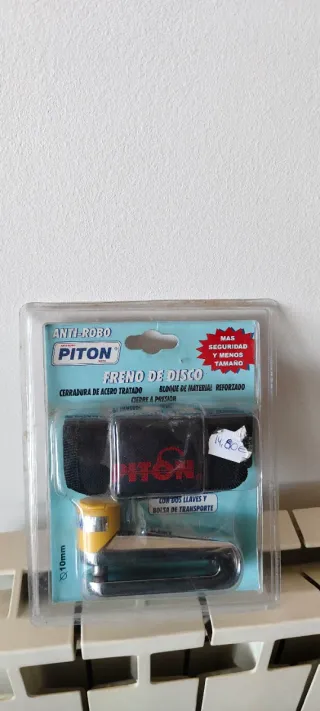 ANTI-ROBO
PITON
MAS
SEGURIDAD
Y MENOS
TAMAÑO
FRENO DE DISCO
CERRADURA DE ACERO TRATADO
BLOQUE DE MATERIAL REFORZADO
CIERRE A PRESION
14,80€
PITON
CON DOS LLAVES Y
BOLSA DE TRANSPORTE
10mm